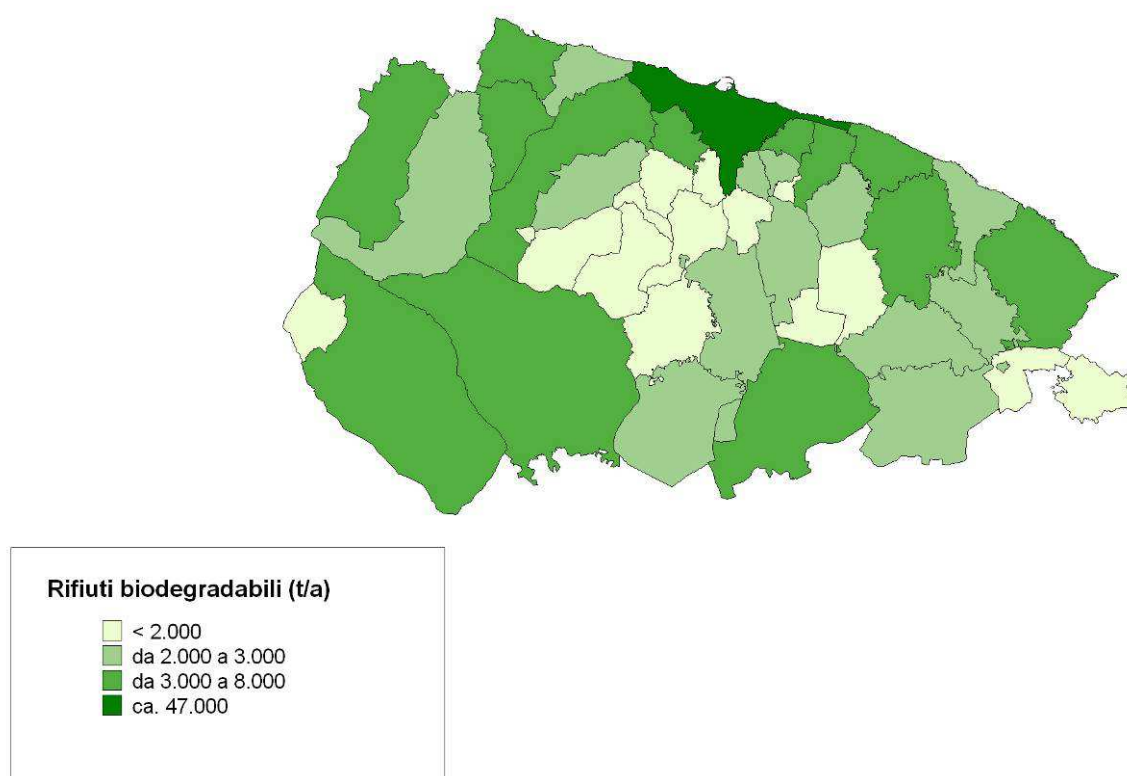 Rifiuti biodegradabili (t/a)
< 2.000
da 2.000 a 3.000
da 3.000 a 8.000
ca. 47.000